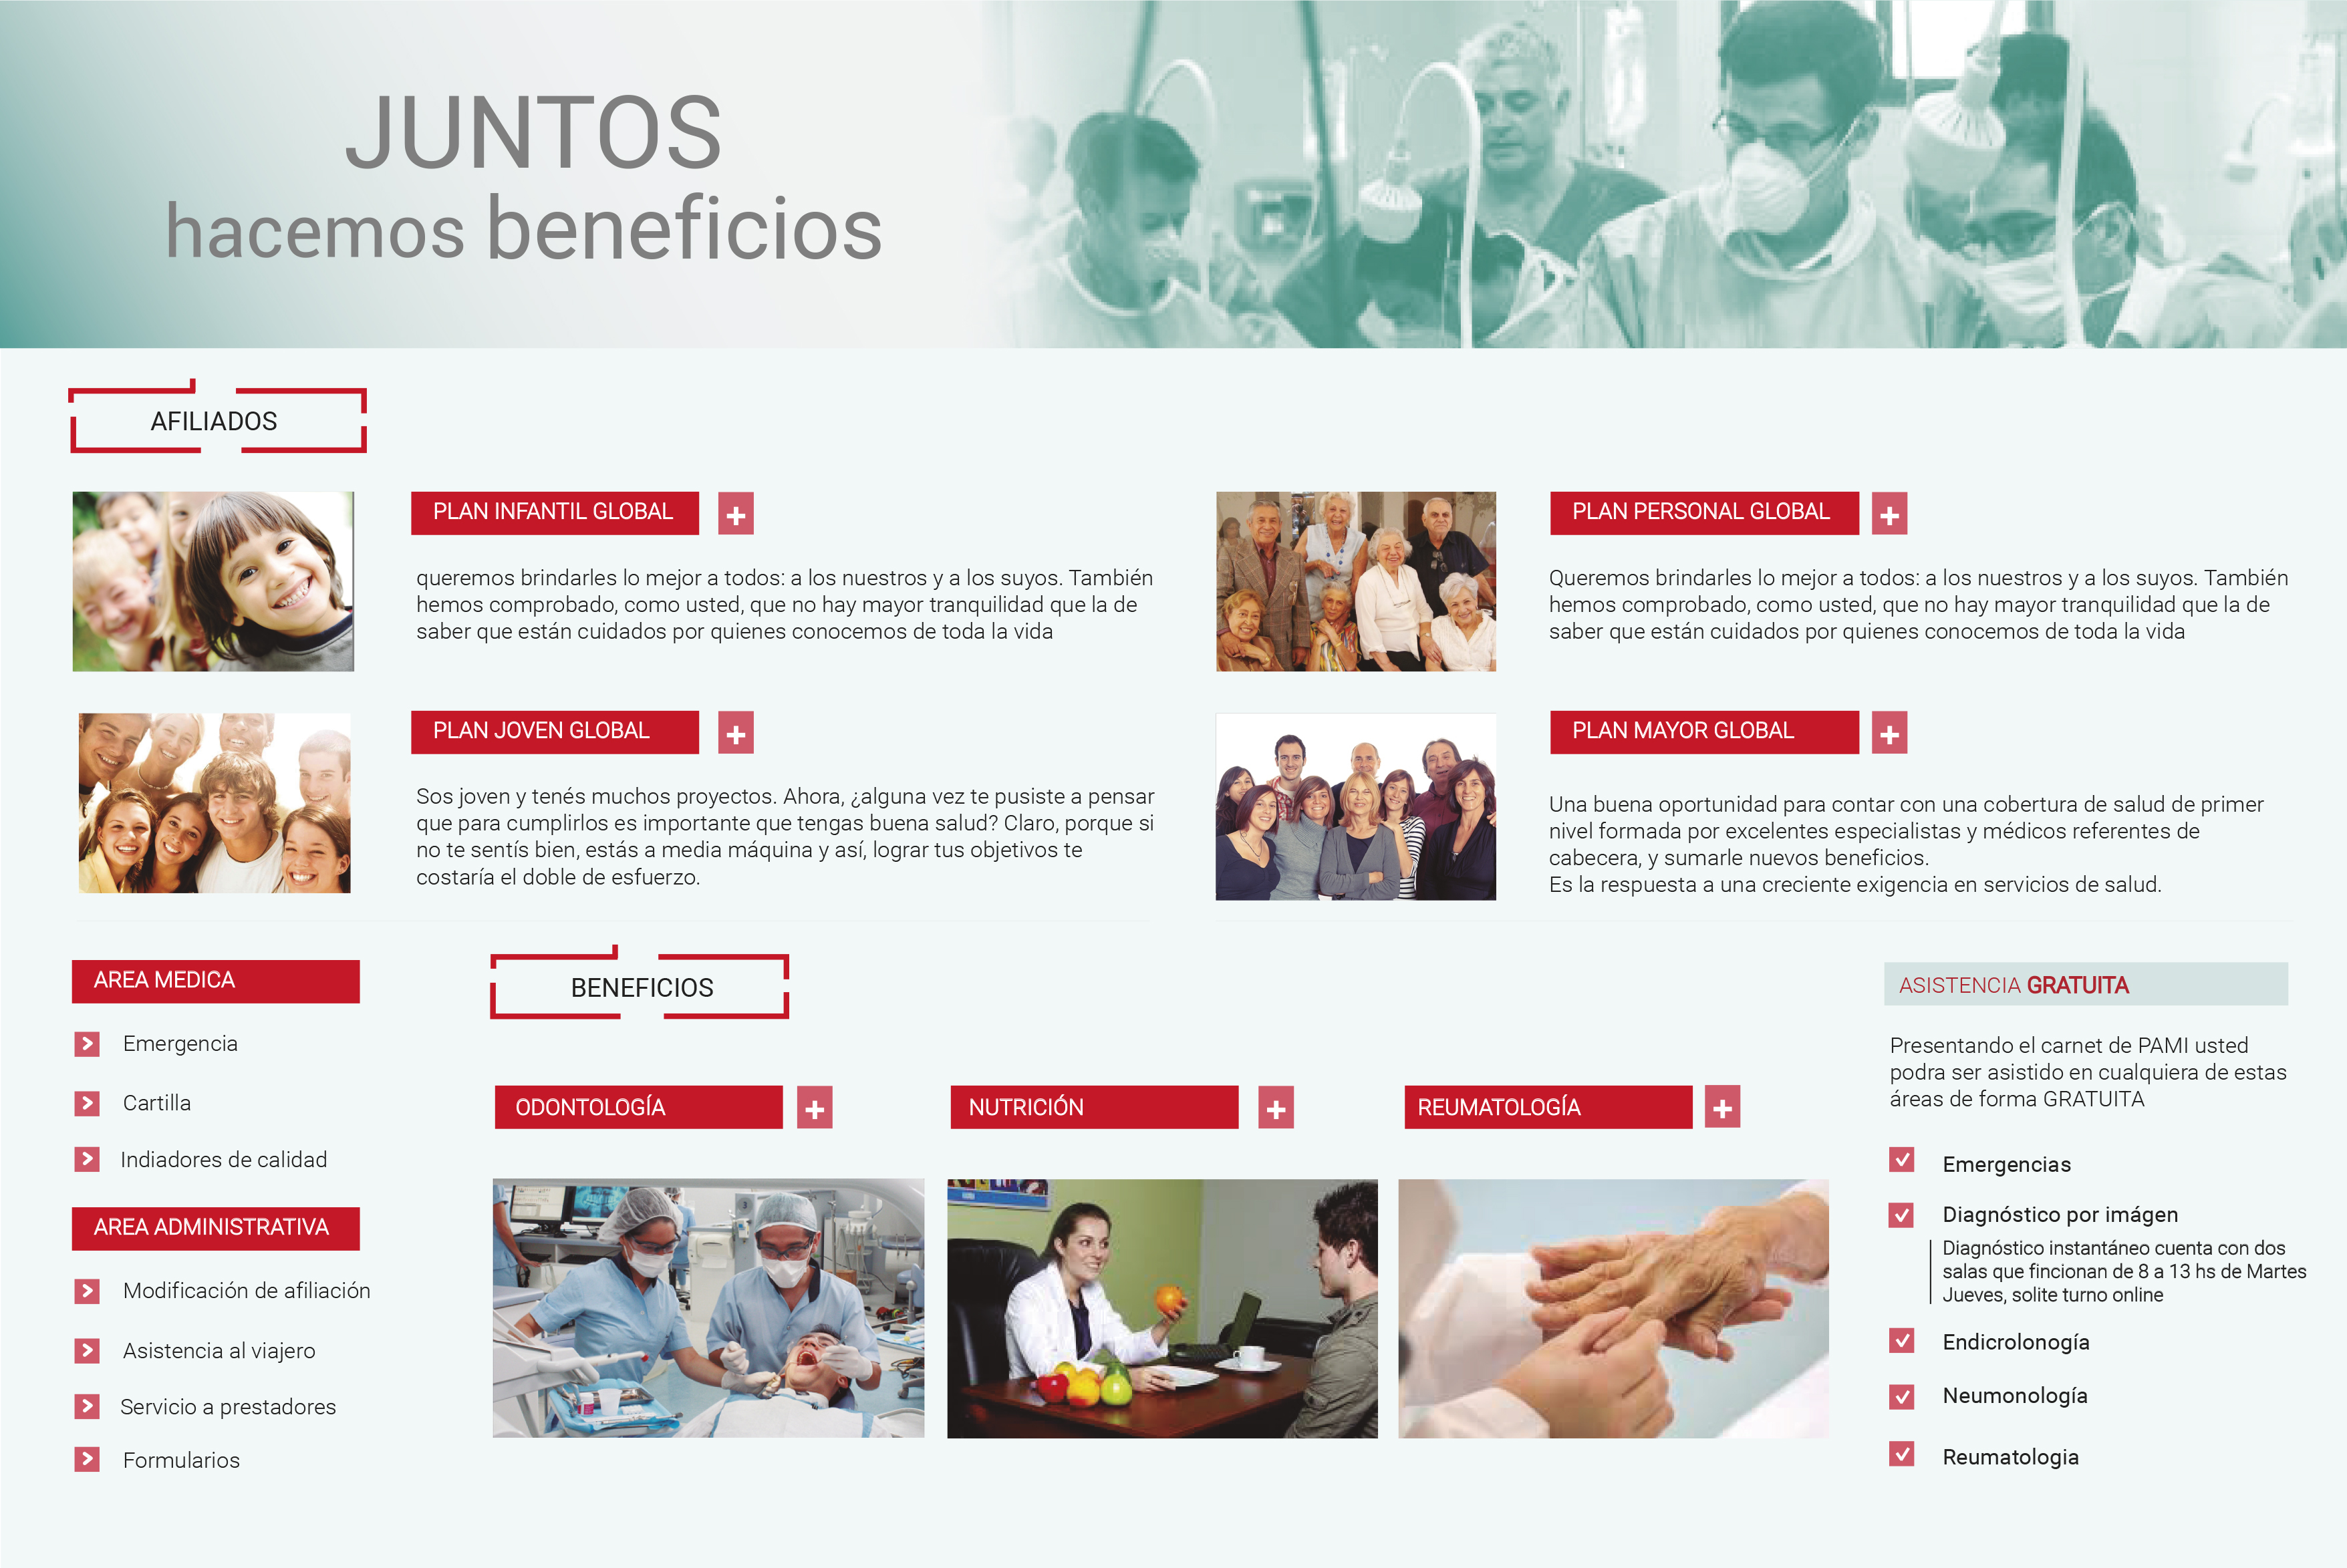 JUNTOS
hacemos beneficios
AFILIADOS
PLAN INFANTIL GLOBAL
queremos brindarles lo mejor a todos: a los nuestros y a los suyos. También
hemos comprobado, como usted, que no hay mayor tranquilidad que la de
saber que están cuidados por quienes conocemos de toda la vida
PLAN PERSONAL GLOBAL
Queremos brindarles lo mejor a todos: a los nuestros y a los suyos. También
hemos comprobado, como usted, que no hay mayor tranquilidad que la de
saber que están cuidados por quienes conocemos de toda la vida
PLAN JOVEN GLOBAL
Sos joven y tenés muchos proyectos. Ahora, ¿alguna vez te pusiste a pensar
que para cumplirlos es importante que tengas buena salud? Claro, porque si
no te sentís bien, estás a media máquina y así, lograr tus objetivos te
costaría el doble de esfuerzo.
PLAN MAYOR GLOBAL
Una buena oportunidad para contar con una cobertura de salud de primer
nivel formada por excelentes especialistas y médicos referentes de
cabecera, y sumarle nuevos beneficios.
Es la respuesta a una creciente exigencia en servicios de salud.
AREA MEDICA
Emergencia
Cartilla
Indiadores de calidad
AREA ADMINISTRATIVA
Modificación de afiliación
Asistencia al viajero
Servicio a prestadores
Formularios
BENEFICIOS
ODONTOLOGÍA
NUTRICIÓN
REUMATOLOGÍA
ASISTENCIA GRATUITA
Presentando el carnet de PAMI usted
podra ser asistido en cualquiera de estas
áreas de forma GRATUITA
Emergencias
Diagnóstico por imágen
Diagnóstico instantáneo cuenta con dos
salas que fincionan de 8 a 13 hs de Martes
Jueves, solite turno online
Endicrolonogía
Neumonología
Reumatologia